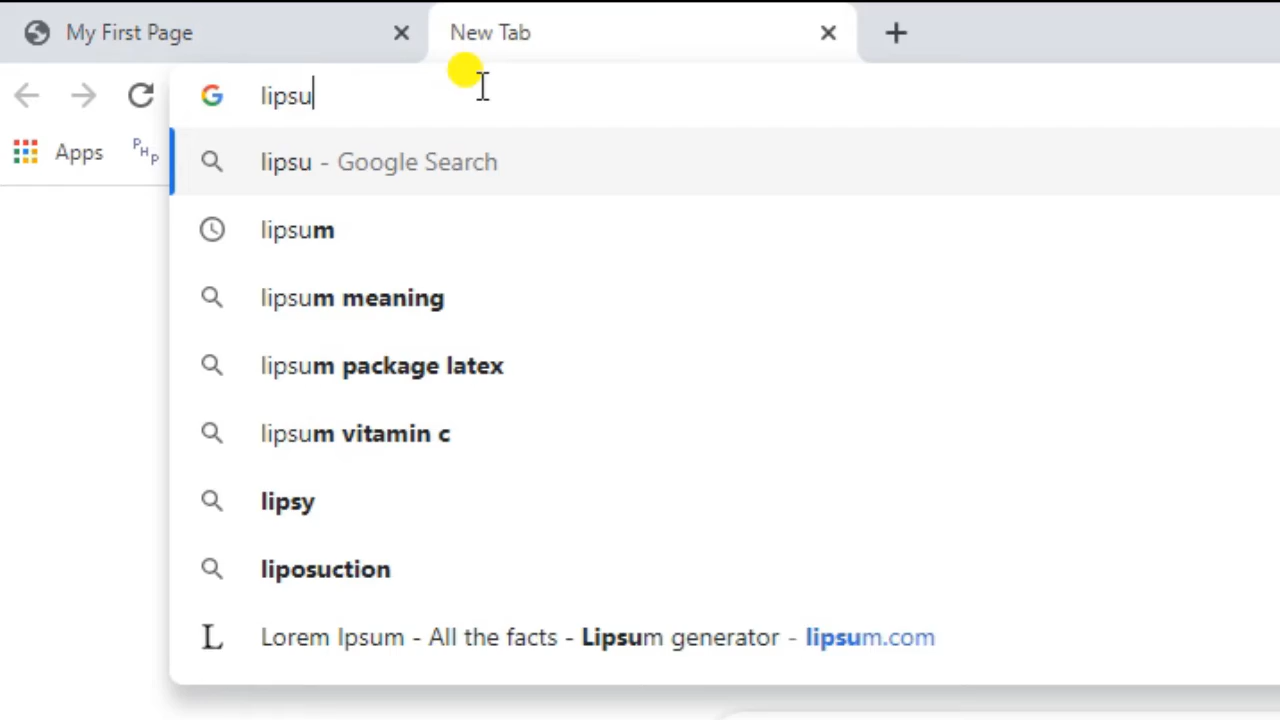 My First Page
New Tab
lipsu
Apps
PHP
lipsu - Google Search
lipsum
lipsum meaning
lipsum package latex
lipsum vitamin c
lipsy
liposuction
L Lorem Ipsum - All the facts - Lipsum generator - lipsum.com